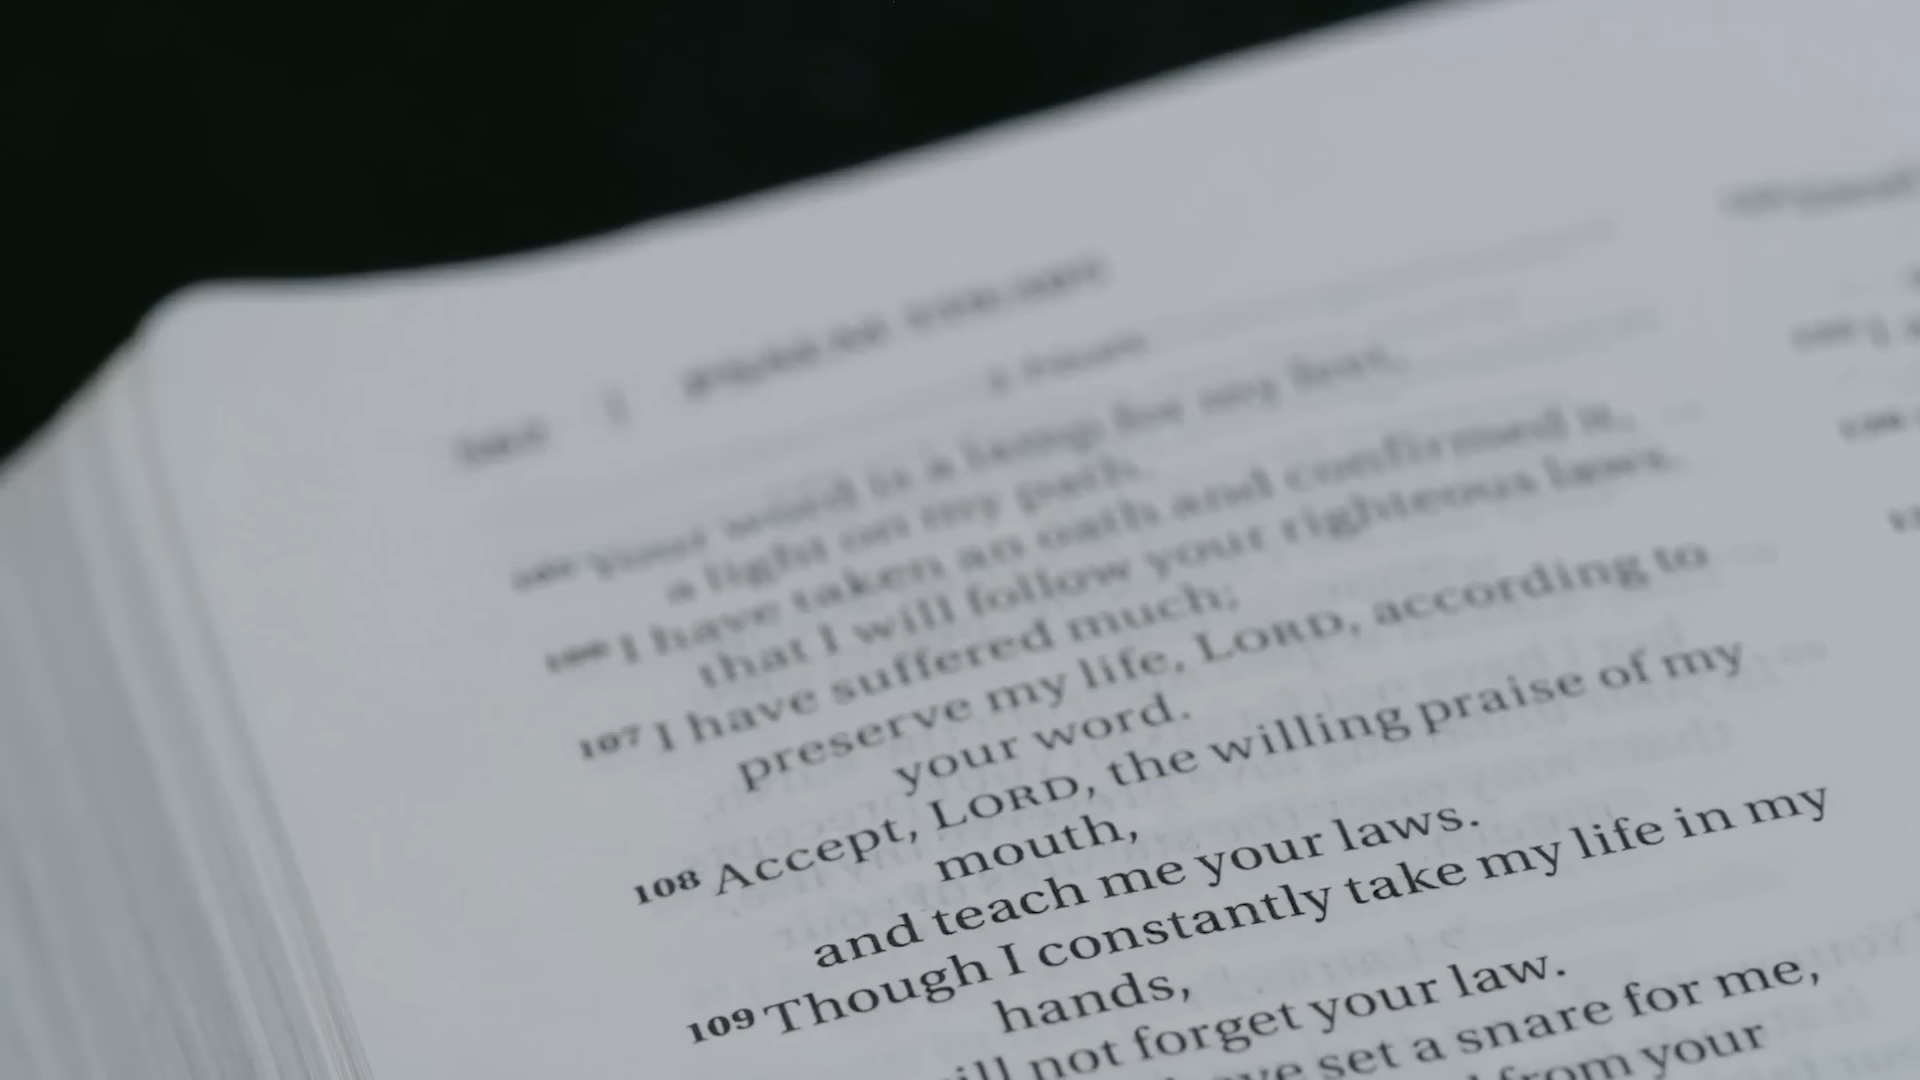 105 Your word is a lamp for my feet,
a light on my path.
106 I have taken an oath and confirmed it,
that I will follow your righteous laws.
107 I have suffered much;
preserve my life, LORD, according to
your word.
108 Accept, LORD, the willing praise of my
mouth,
and teach me your laws.
109 Though I constantly take my life in my
hands,
not forget your law.
set a snare for me,
from your